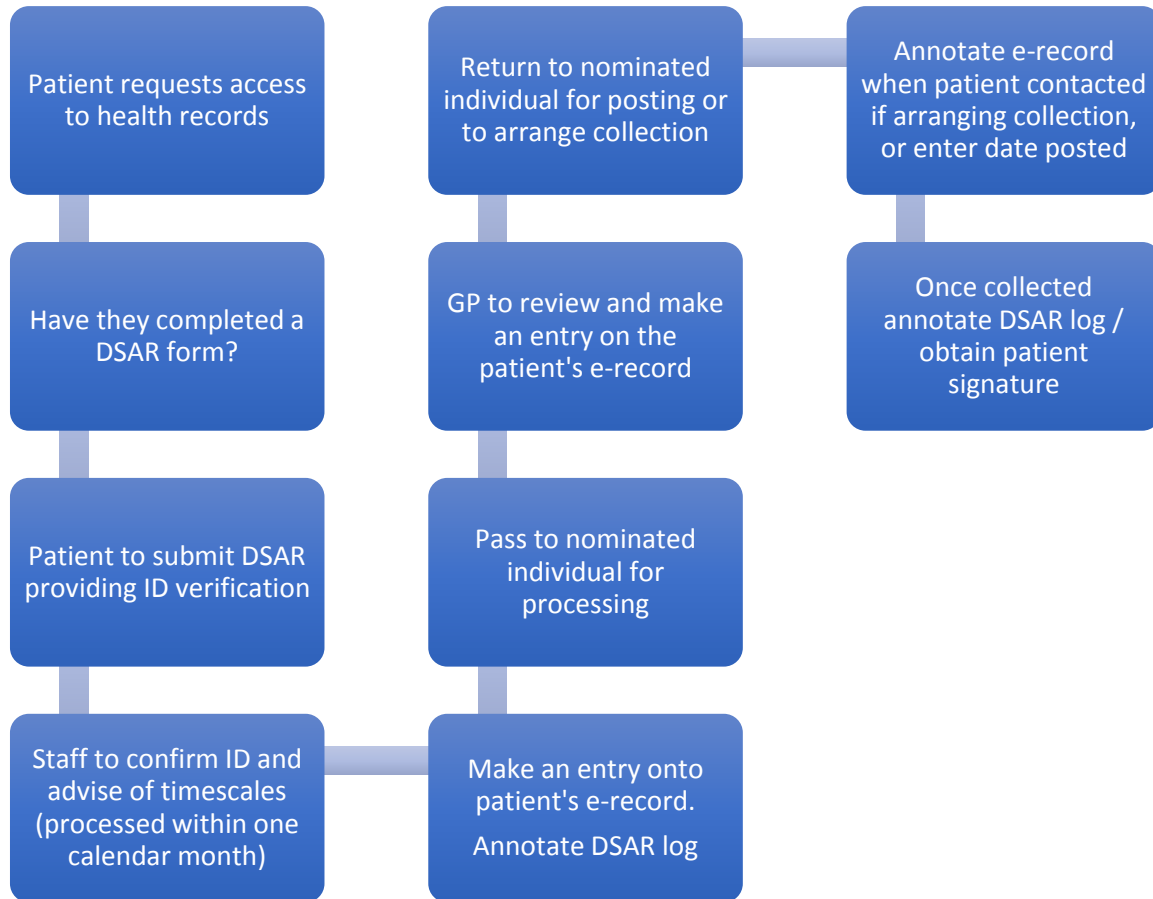 Patient requests access
to health records
Have they completed a
DSAR form?
Patient to submit DSAR
providing ID verification
Staff to confirm ID and
advise of timescales
(processed within one
calendar month)
Make an entry onto
patient's e-record.
Annotate DSAR log
Pass to nominated
individual for
processing
GP to review and make
an entry on the
patient's e-record
Return to nominated
individual for posting or
to arrange collection
Annotate e-record
when patient contacted
if arranging collection,
or enter date posted
Once collected
annotate DSAR log /
obtain patient
signature